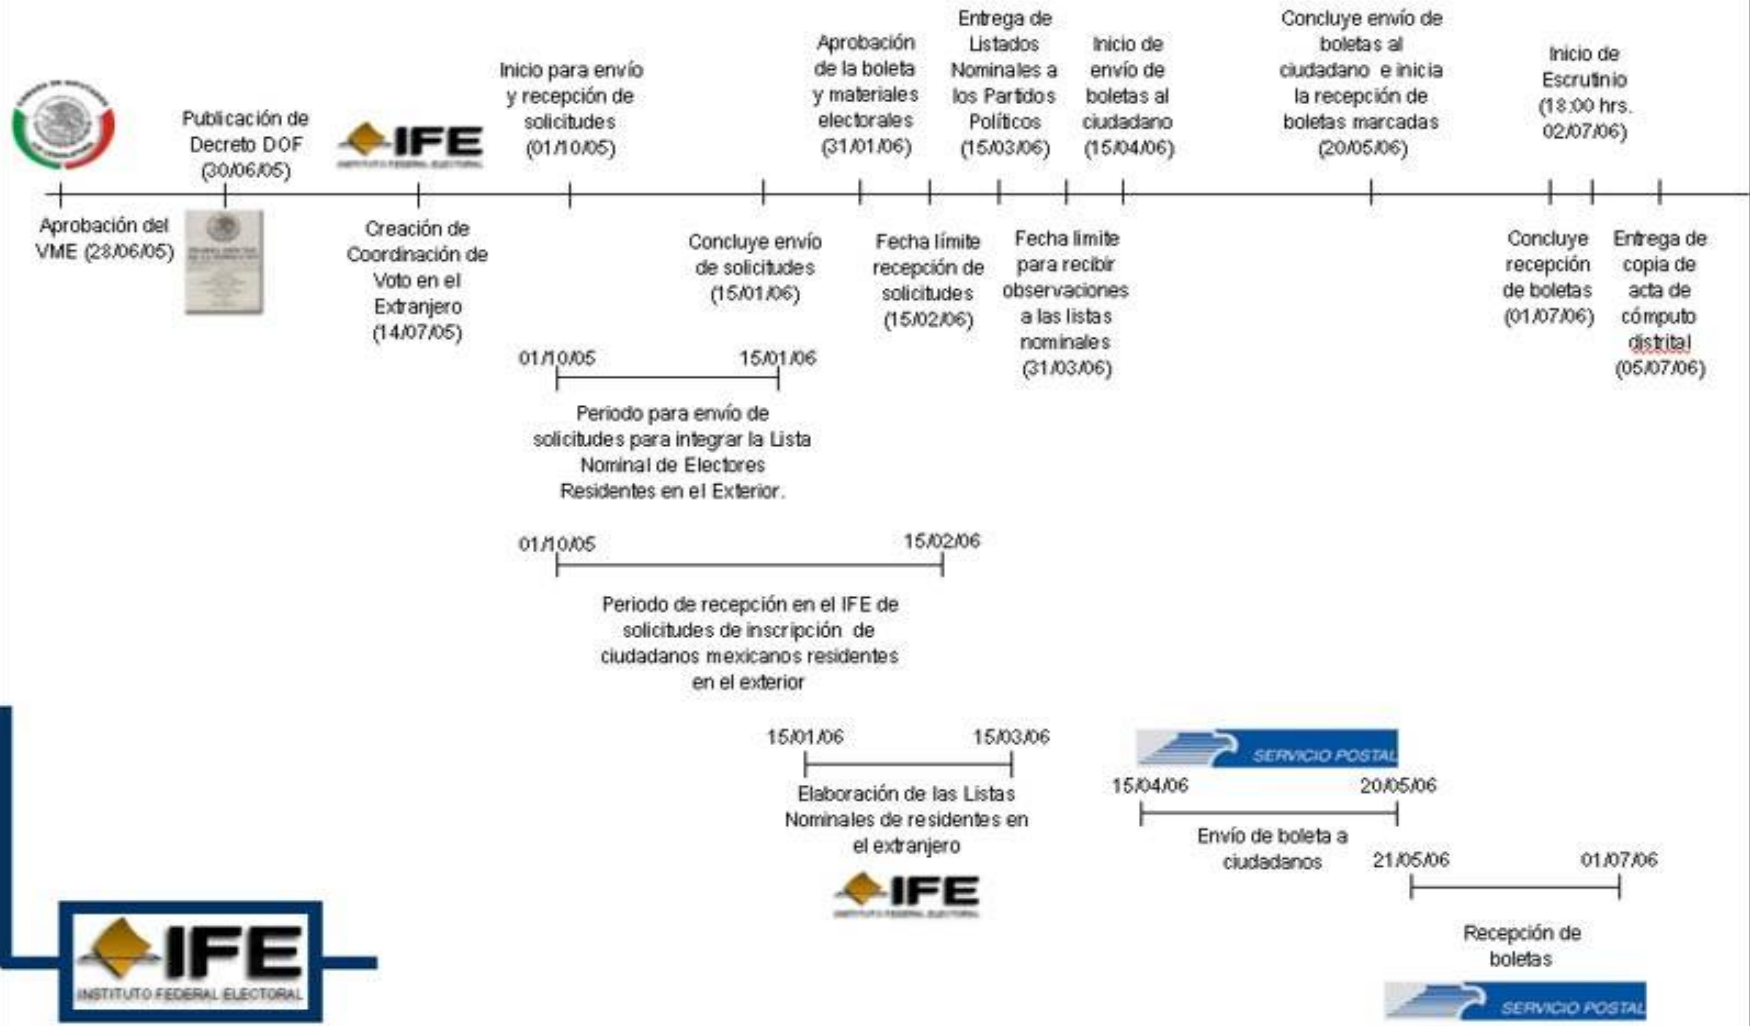 Publicación de
Decreto DOF
(30/06/05)
IFE
INSTITUTO FEDERAL ELECTORAL
Inicio para envío
y recepción de
solicitudes
(01/10/05)
Aprobación
de la boleta
y materiales
electorales
(31/01/06)
Entrega de
Listados
Nominales a
los Partidos
Políticos
(15/03/06)
Inicio de
envío de
boletas al
ciudadano
(15/04/06)
Concluye envío de
boletas al
ciudadano e inicia
la recepción de
boletas marcadas
(20/05/06)
Inicio de
Escrutinio
(18:00 hrs.
02/07/06)
Aprobación del
VME (28/06/05)
Creación de
Coordinación de
Voto en el
Extranjero
(14/07/05)
Concluye envío
de solicitudes
(15/01/06)
Fecha límite
recepción de
solicitudes
(15/02/06)
Fecha limite
para recibir
observaciones
a las listas
nominales
(31/03/06)
Concluye
recepción
de boletas
(01/07/06)
Entrega de
copia de
acta de
cómputo
distrital
(05/07/06)
01/10/05 15/01/06
Periodo para envío de
solicitudes para integrar la Lista
Nominal de Electores
Residentes en el Exterior.
01/10/05 15/02/06
Periodo de recepción en el IFE de
solicitudes de inscripción de
ciudadanos mexicanos residentes
en el exterior
15/01/06 15/03/06
Elaboración de las Listas
Nominales de residentes en
el extranjero
IFE
INSTITUTO FEDERAL ELECTORAL
SERVICIO POSTAL
15/04/06 20/05/06
Envío de boleta a
ciudadanos
21/05/06 01/07/06
Recepción de
boletas
SERVICIO POSTAL
IFE
INSTITUTO FEDERAL ELECTORAL